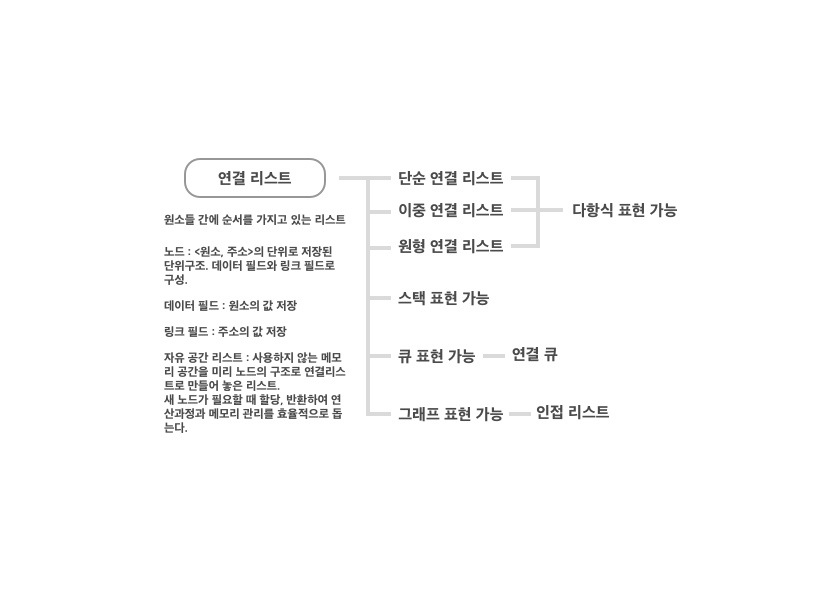 연결 리스트
원소들 간에 순서를 가지고 있는 리스트
노드 : <원소, 주소>의 단위로 저장된
단위구조. 데이터 필드와 링크 필드로
구성.
데이터 필드 : 원소의 값 저장
링크 필드 : 주소의 값 저장
자유 공간 리스트 : 사용하지 않는 메모
리 공간을 미리 노드의 구조로 연결리스
트로 만들어 놓은 리스트.
새 노드가 필요할 때 할당, 반환하여 연
산과정과 메모리 관리를 효율적으로 돕
는다.
단순 연결 리스트
이중 연결 리스트
원형 연결 리스트
다항식 표현 가능
스택 표현 가능
큐 표현 가능
연결 큐
그래프 표현 가능
인접 리스트